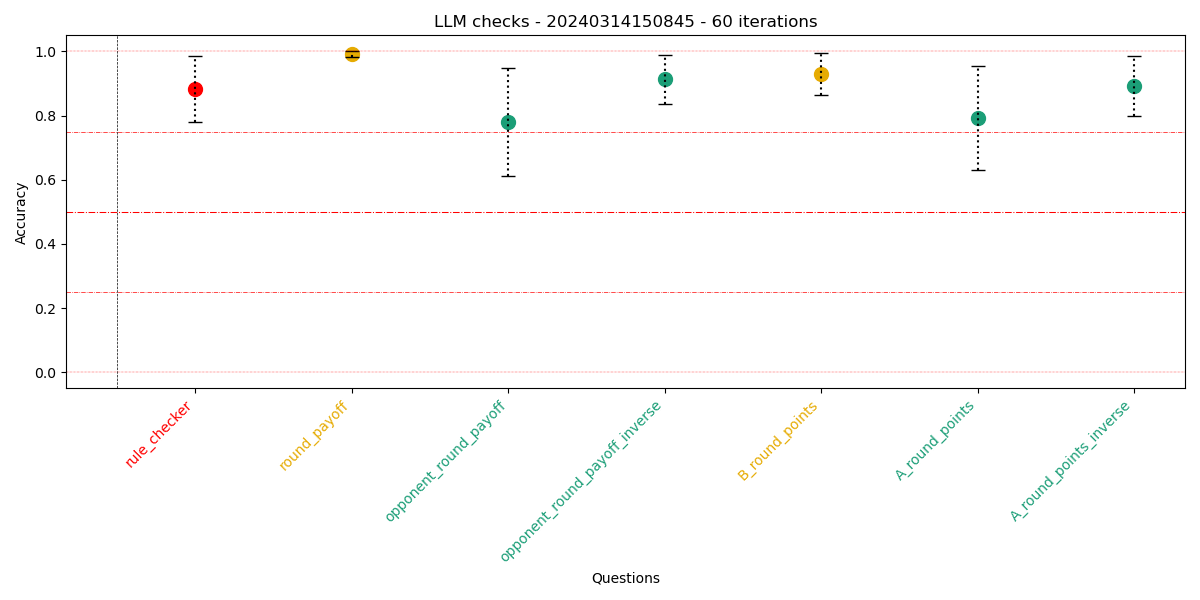 LLM checks - 20240314150845 - 60 iterations
Accuracy
1.0
0.8
0.6
0.4
0.2
0.0
rule_checker
round_payoff
opponent_round_payoff
opponent_round_payoff_inverse
B_round_points
A_round_points
A_round_points_inverse
Questions